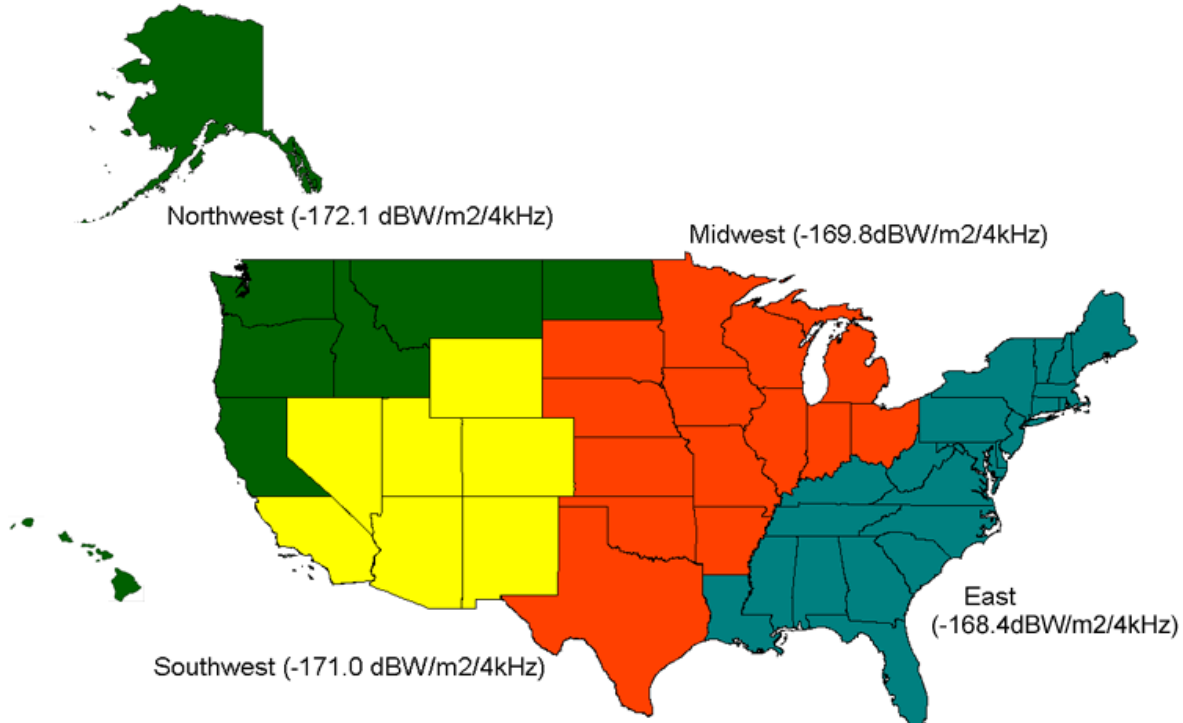 Northwest (-172.1 dBW/m2/4kHz)
Midwest (-169.8dBW/m2/4kHz)
East
(-168.4dBW/m2/4kHz)
Southwest (-171.0 dBW/m2/4kHz)